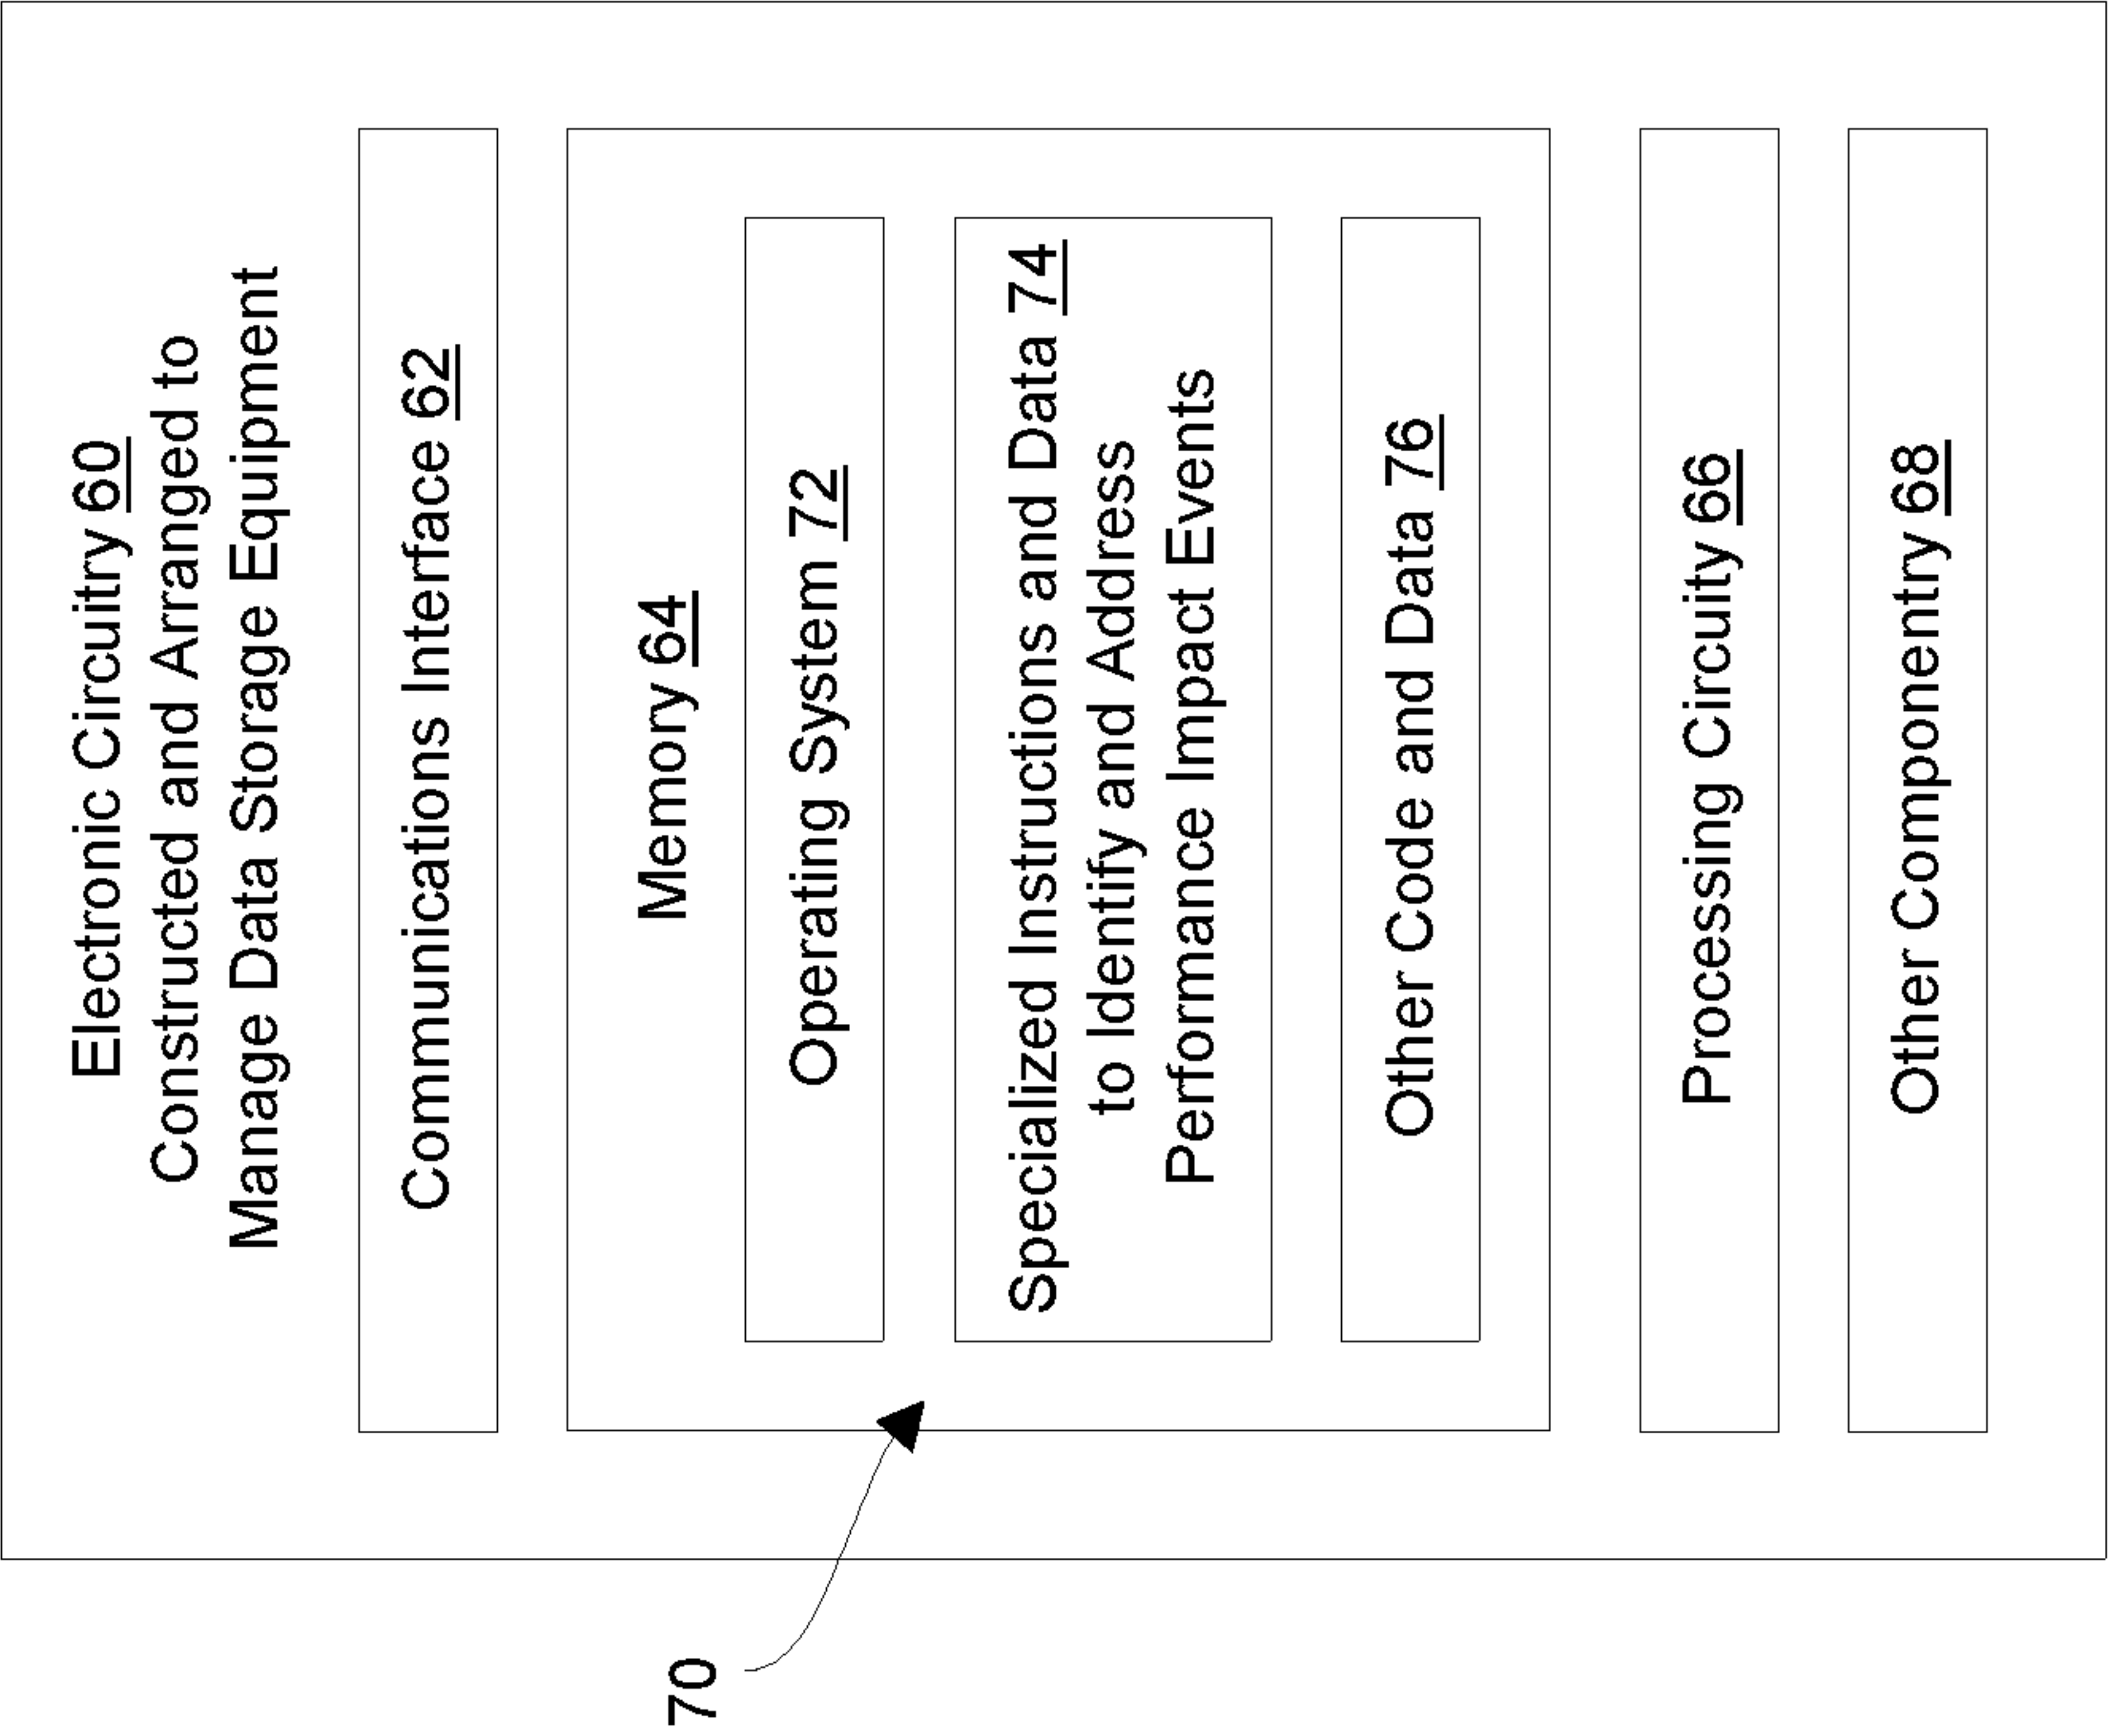 Electronic Circuitry 60
Constructed and Arranged to
Manage Data Storage Equipment
Communications Interface 62
Memory 64
Operating System 72
Specialized Instructions and Data 74
to Identify and Address
Performance Impact Events
Other Code and Data 76
Processing Circuity 66
Other Componentry 68
70